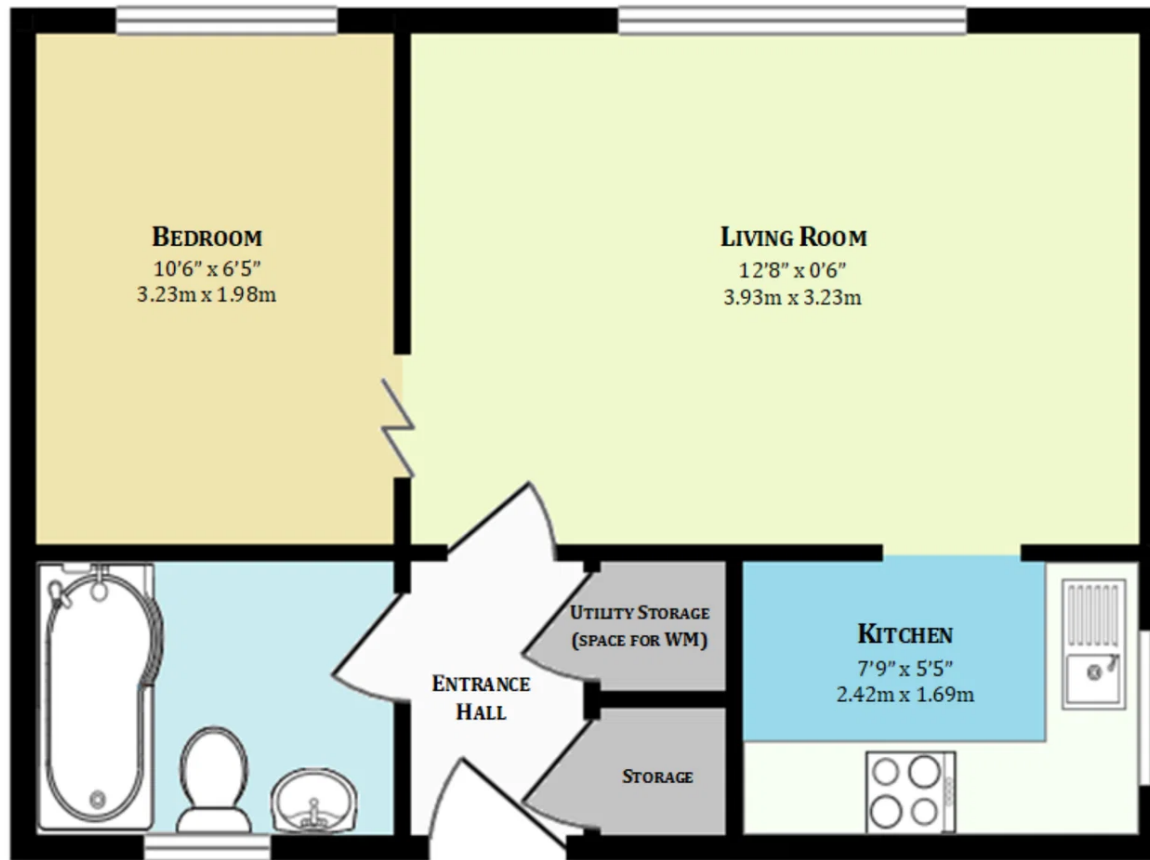 BEDROOM
10'6" x 6'5"
3.23m x 1.98m
LIVING ROOM
12'8" x 0'6"
3.93m x 3.23m
UTILITY STORAGE
(SPACE FOR WM)
KITCHEN
7'9" x 5'5"
2.42m x 1.69m
ENTRANCE
HALL
STORAGE